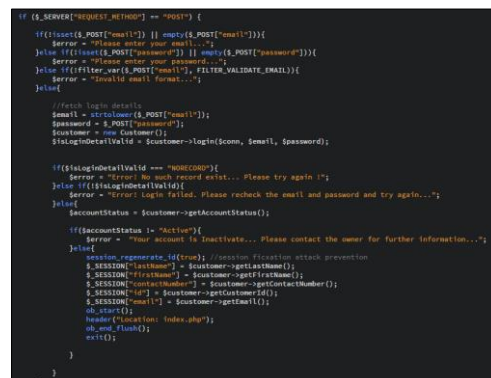 if ($_SERVER["REQUEST_METHOD"] == "POST") {
if(!isset($_POST["email"]) || empty($_POST["email"])){
$error = "Please enter your email...";
}else if(!isset($_POST["password"]) || empty($_POST["password"])){
$error = "Please enter your password...";
}else if(!filter_var($_POST["email"], FILTER_VALIDATE_EMAIL)){
$error = "Invalid email format...";
}else{
//fetch login details
$email = strtolower($_POST["email"]);
$password = $_POST["password"];
$customer = new Customer();
$isLoginDetailValid = $customer->login($conn, $email, $password);
if($isLoginDetailValid === "NORECORD"){
$error = "Error! No such record exist... Please try again !";
}else if(!$isLoginDetailValid){
$error = "Error! Login failed. Please recheck the email and password and try again...";
}else{
$accountStatus = $customer->getAccountStatus();
if($accountStatus != "Active"){
$error = "Your account is Inactivate... Please contact the owner for further information...";
}else{
session_regenerate_id(true); //session ficsation attack prevention
$_SESSION["lastName"] = $customer->getLastName();
$_SESSION["firstName"] = $customer->getFirstName();
$_SESSION["contactNumber"] = $customer->getContactNumber();
$_SESSION["id"] = $customer->getCustomerId();
$_SESSION["email"] = $customer->getEmail();
ob_start();
header("Location: index.php");
ob_end_flush();
exit();
}
}